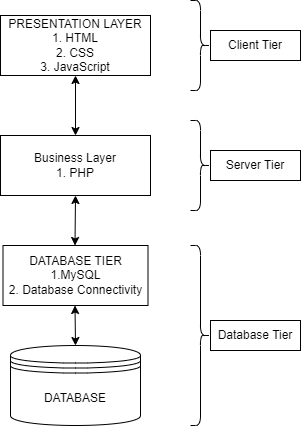 PRESENTATION LAYER
1. HTML
2. CSS
3. JavaScript
Client Tier
Business Layer
1. PHP
Server Tier
DATABASE TIER
1.MySQL
2. Database Connectivity
Database Tier
DATABASE